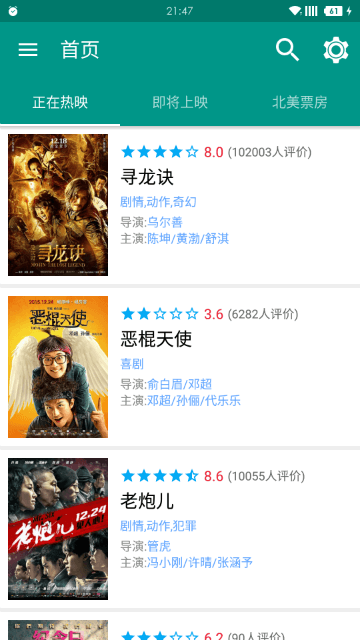 21:47
61
首页
正在热映
即将上映
北美票房
12.18
寻龙诀
8.0 (102003人评价)
寻龙诀
剧情,动作,奇幻
导演:乌尔善
主演:陈坤/黄渤/舒淇
恶棍天使
3.6 (6282人评价)
恶棍天使
喜剧
导演:俞白眉/邓超
主演:邓超/孙俪/代乐乐
12.24
老炮儿
8.6 (10055人评价)
老炮儿
剧情,动作,犯罪
导演:管虎
主演:冯小刚/许晴/张涵予
6.2 (90人评价)